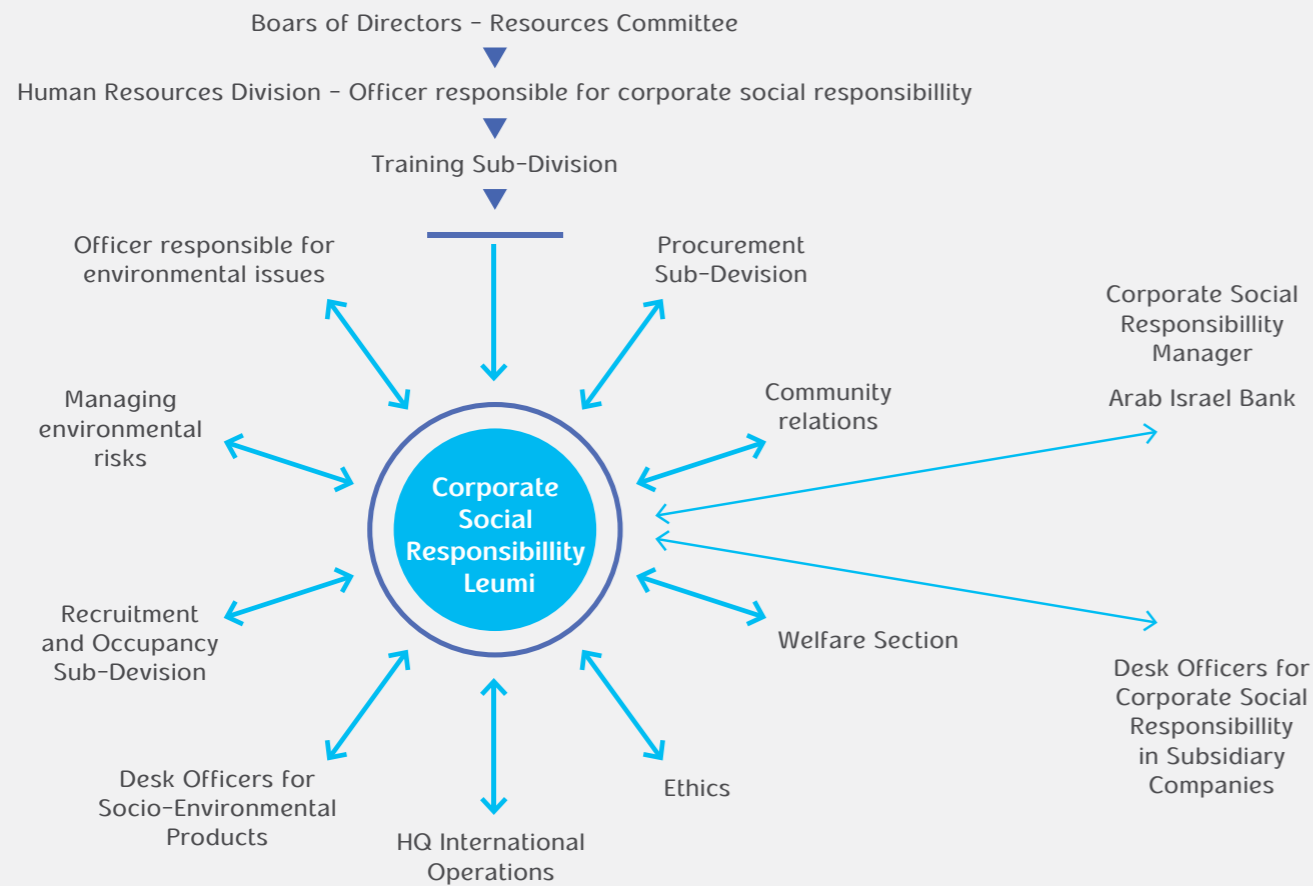 Boars of Directors - Resources Committee
Human Resources Division - Officer responsible for corporate social responsibillity
Training Sub-Division
Officer responsible for
environmental issues
Procurement
Sub-Devision
Corporate Social
Responsibillity
Manager
Arab Israel Bank
Managing
environmental
risks
Community
relations
Corporate
Social
Responsibillity
Leumi
Recruitment
and Occupancy
Sub-Devision
Welfare Section
Desk Officers for
Corporate Social
Responsibillity
in Subsidiary
Companies
Desk Officers for
Socio-Environmental
Products
Ethics
HQ International
Operations